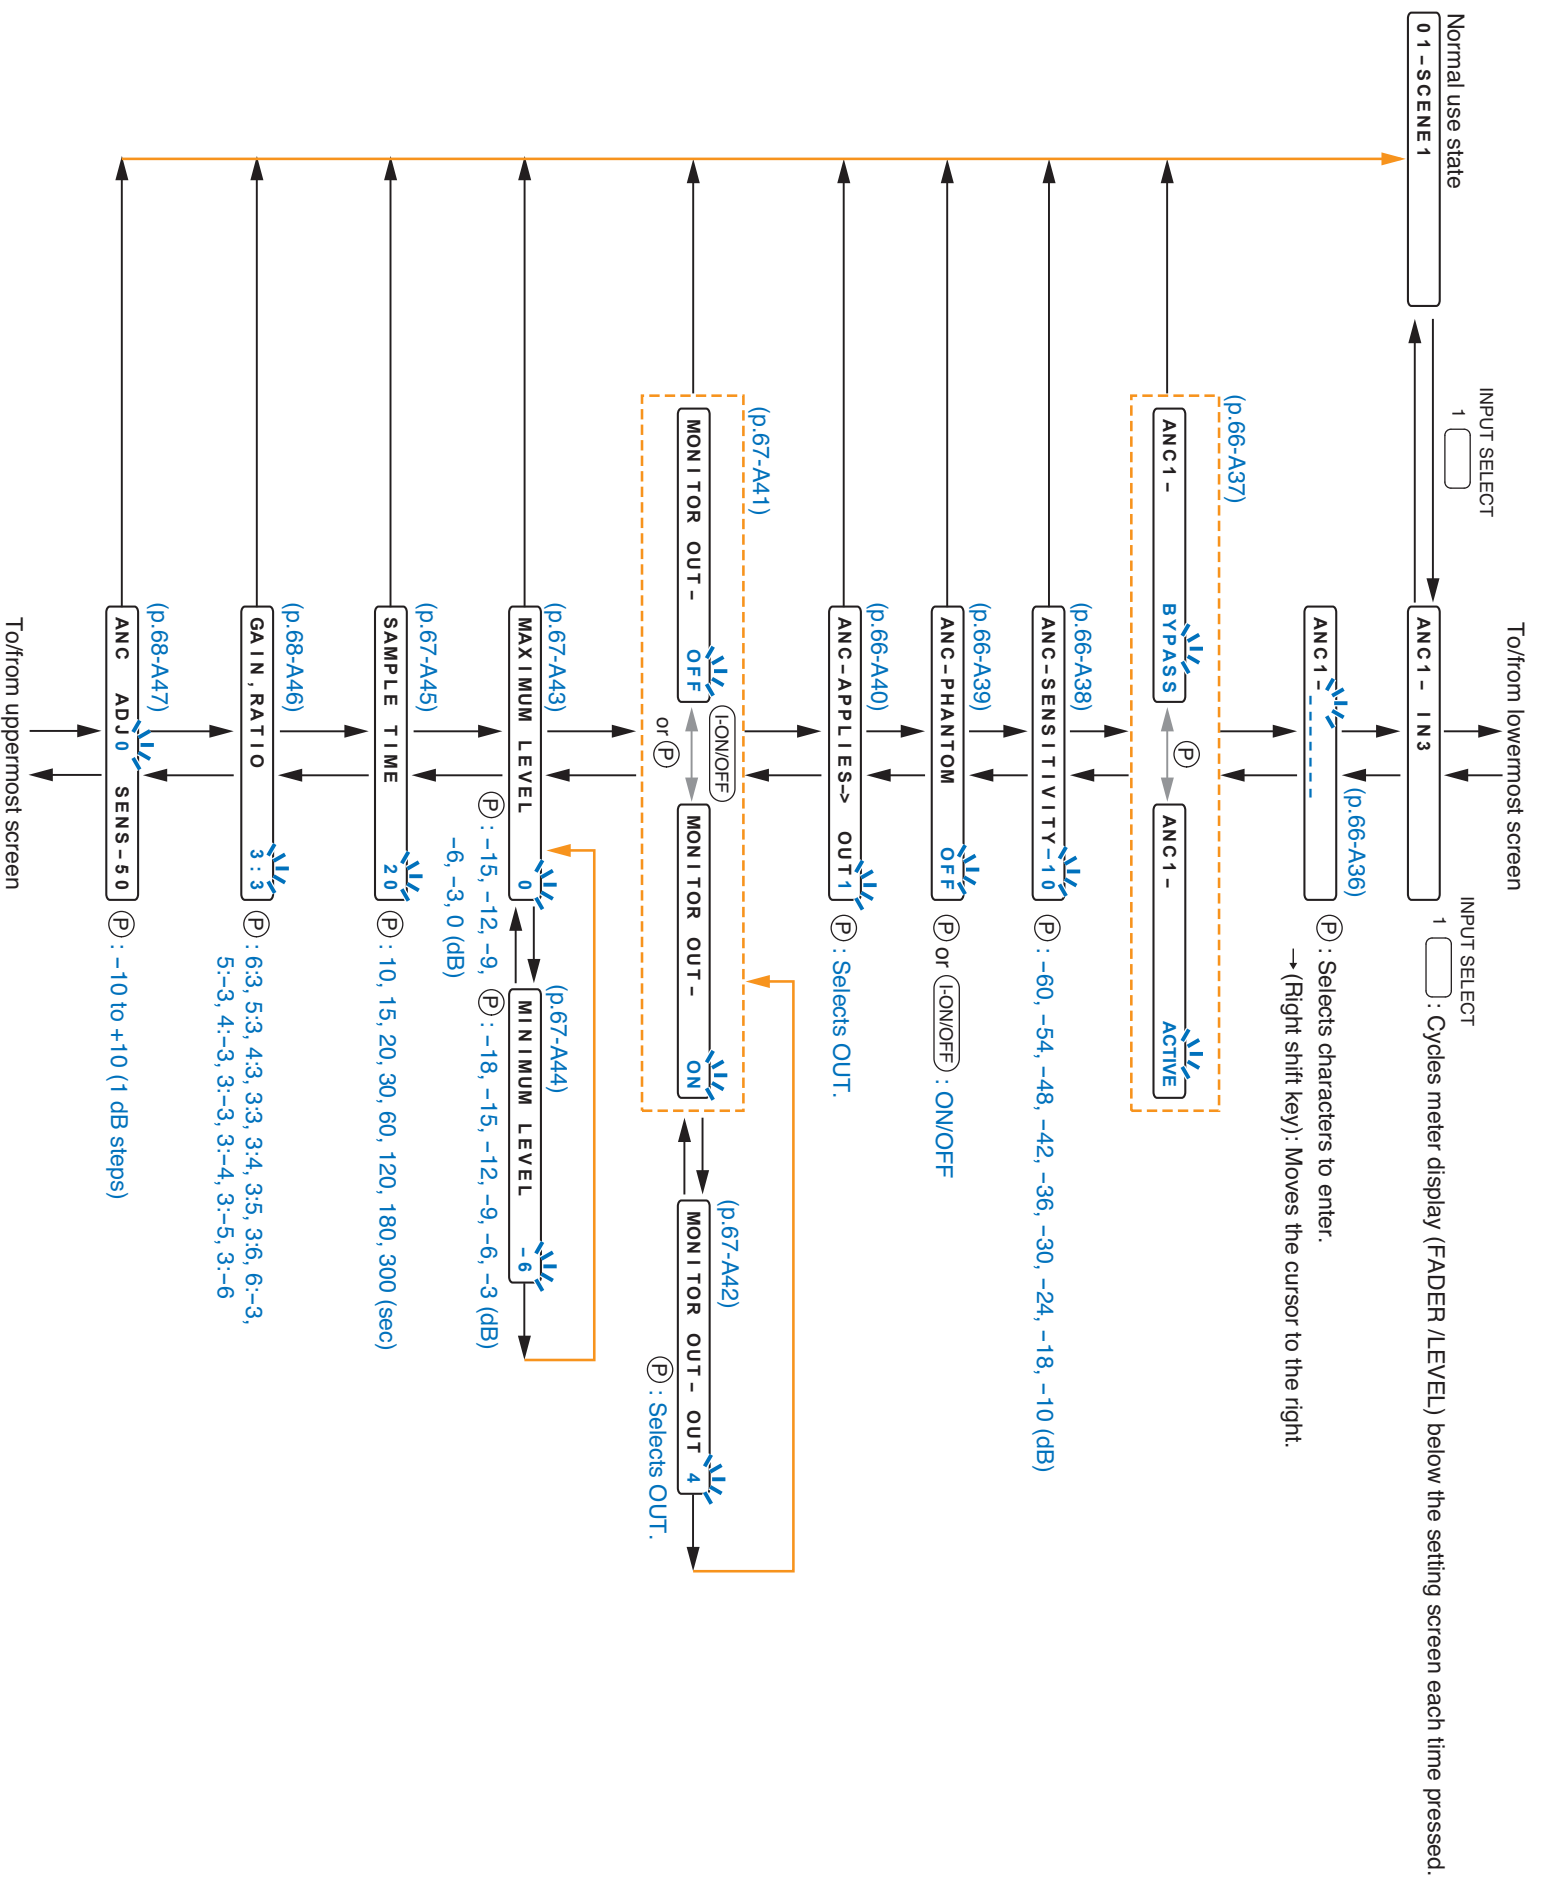 Normal use state
01-SCENE1
INPUT SELECT
1
To/from lowermost screen
ANC1- IN3
INPUT SELECT
1 : Cycles meter display (FADER /LEVEL) below the setting screen each time pressed.
(p.66-A36)
ANC1-
P : Selects characters to enter.
→ (Right shift key): Moves the cursor to the right.
(p.66-A37)
ANC1- BYPASS
P
ANC1- ACTIVE
(p.66-A38)
ANC-SENSITIVITY-10
P : −60, −54, −48, −42, −36, −30, −24, −18, −10 (dB)
(p.66-A39)
ANC-PHANTOM OFF
P or I-ON/OFF : ON/OFF
(p.66-A40)
ANC-APPLIES-> OUT1
P : Selects OUT.
(p.67-A41)
MONITOR OUT- OFF
I-ON/OFF
or P
MONITOR OUT- ON
(p.67-A42)
MONITOR OUT- OUT 4
P : Selects OUT.
(p.67-A43)
MAXIMUM LEVEL 0
P : −15, −12, −9,
−6, −3, 0 (dB)
(p.67-A44)
MINIMUM LEVEL -6
P : −18, −15, −12, −9, −6, −3 (dB)
(p.67-A45)
SAMPLE TIME 20
P : 10, 15, 20, 30, 60, 120, 180, 300 (sec)
(p.68-A46)
GAIN,RATIO 3:3
P : 6:3, 5:3, 4:3, 3:3, 3:4, 3:5, 3:6, 6:−3,
5:−3, 4:−3, 3:−3, 3:−4, 3:−5, 3:−6
(p.68-A47)
ANC ADJ0 SENS-50
P : −10 to +10 (1 dB steps)
To/from uppermost screen